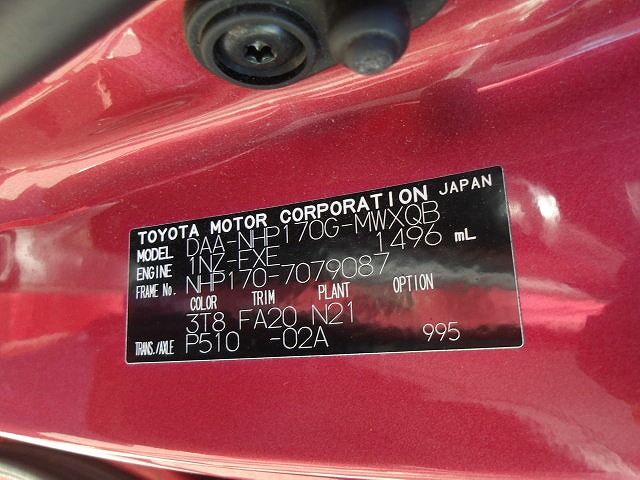 TOYOTA MOTOR CORPORATION JAPAN
MODEL DAA-NHP170G-MWXQB
ENGINE 1NZ-FXE 1496 mL
FRAME No. NHP170-7079087
COLOR TRIM PLANT OPTION
3T8 FA20 N21
TRANS./AXLE P510 -02A 995